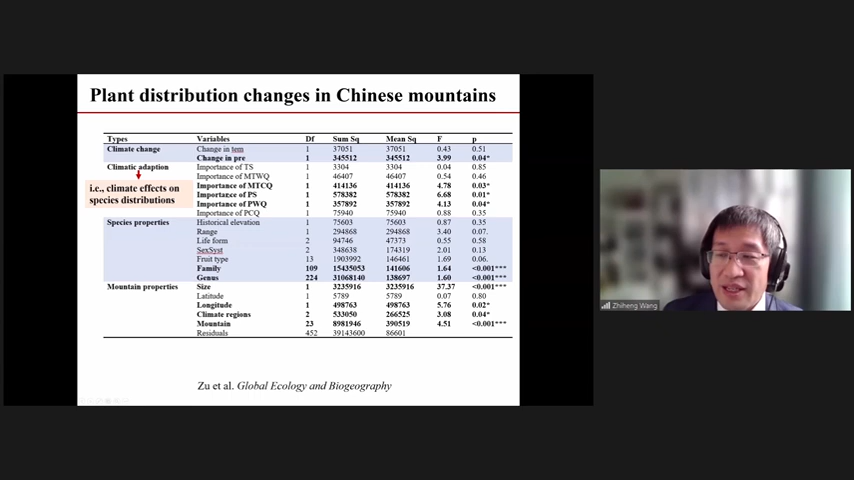 Plant distribution changes in Chinese mountains
Types Variables Df Sum Sq Mean Sq F p
Climate change Change in tem 1 37051 37051 0.43 0.51
Change in pre 1 345512 345512 3.99 0.04*
Climatic adaption Importance of TS 1 3304 3304 0.04 0.85
Importance of MTWQ 1 46407 46407 0.54 0.46
i.e., climate effects on
species distributions
Importance of MTCQ 1 414136 414136 4.78 0.03*
Importance of PS 1 578382 578382 6.68 0.01*
Importance of PWQ 1 357892 357892 4.13 0.04*
Importance of PCQ 1 75940 75940 0.88 0.35
Species properties Historical elevation 1 75603 75603 0.87 0.35
Range 1 294868 294868 3.40 0.07.
Life form 2 94746 47373 0.55 0.58
SexSyst 2 348638 174319 2.01 0.13
Fruit type 13 1903992 146461 1.69 0.06.
Family 109 15435053 141606 1.64 <0.001***
Genus 224 31068140 138697 1.60 <0.001***
Mountain properties Size 1 3235916 3235916 37.37 <0.001***
Latitude 1 5789 5789 0.07 0.80
Longitude 1 498763 498763 5.76 0.02*
Climate regions 2 533050 266525 3.08 0.04*
Mountain 23 8981946 390519 4.51 <0.001***
Residuals 452 39143600 86601
Zu et al. Global Ecology and Biogeography
Zhiheng Wang